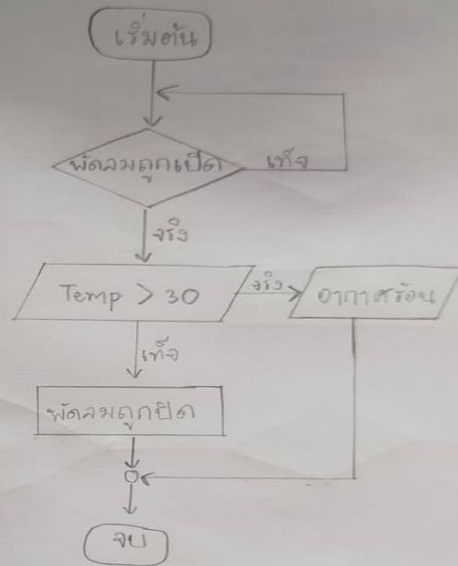 เริ่มต้น
พัดลมถูกเปิด
เท็จ
จริง
Temp > 30
จริง
อากาศร้อน
เท็จ
พัดลมถูกปิด
จบ